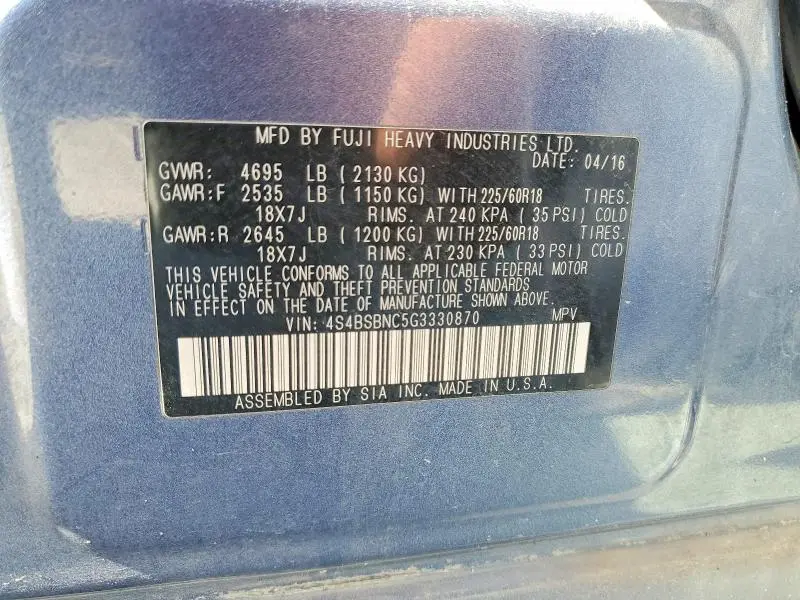 MFD BY FUJI HEAVY INDUSTRIES LTD.
DATE: 04/16
GVWR: 4695 LB ( 2130 KG)
GAWR:F 2535 LB ( 1150 KG) WITH 225/60R18 TIRES.
18X7J RIMS. AT 240 KPA ( 35 PSI) COLD
GAWR:R 2645 LB ( 1200 KG) WITH 225/60R18 TIRES.
18X7J RIMS. AT 230 KPA ( 33 PSI) COLD
THIS VEHICLE CONFORMS TO ALL APPLICABLE FEDERAL MOTOR
VEHICLE SAFETY AND THEFT PREVENTION STANDARDS
IN EFFECT ON THE DATE OF MANUFACTURE SHOWN ABOVE.
VIN: 4S4BSBNC5G3330870 MPV
ASSEMBLED BY SIA INC. MADE IN U.S.A.